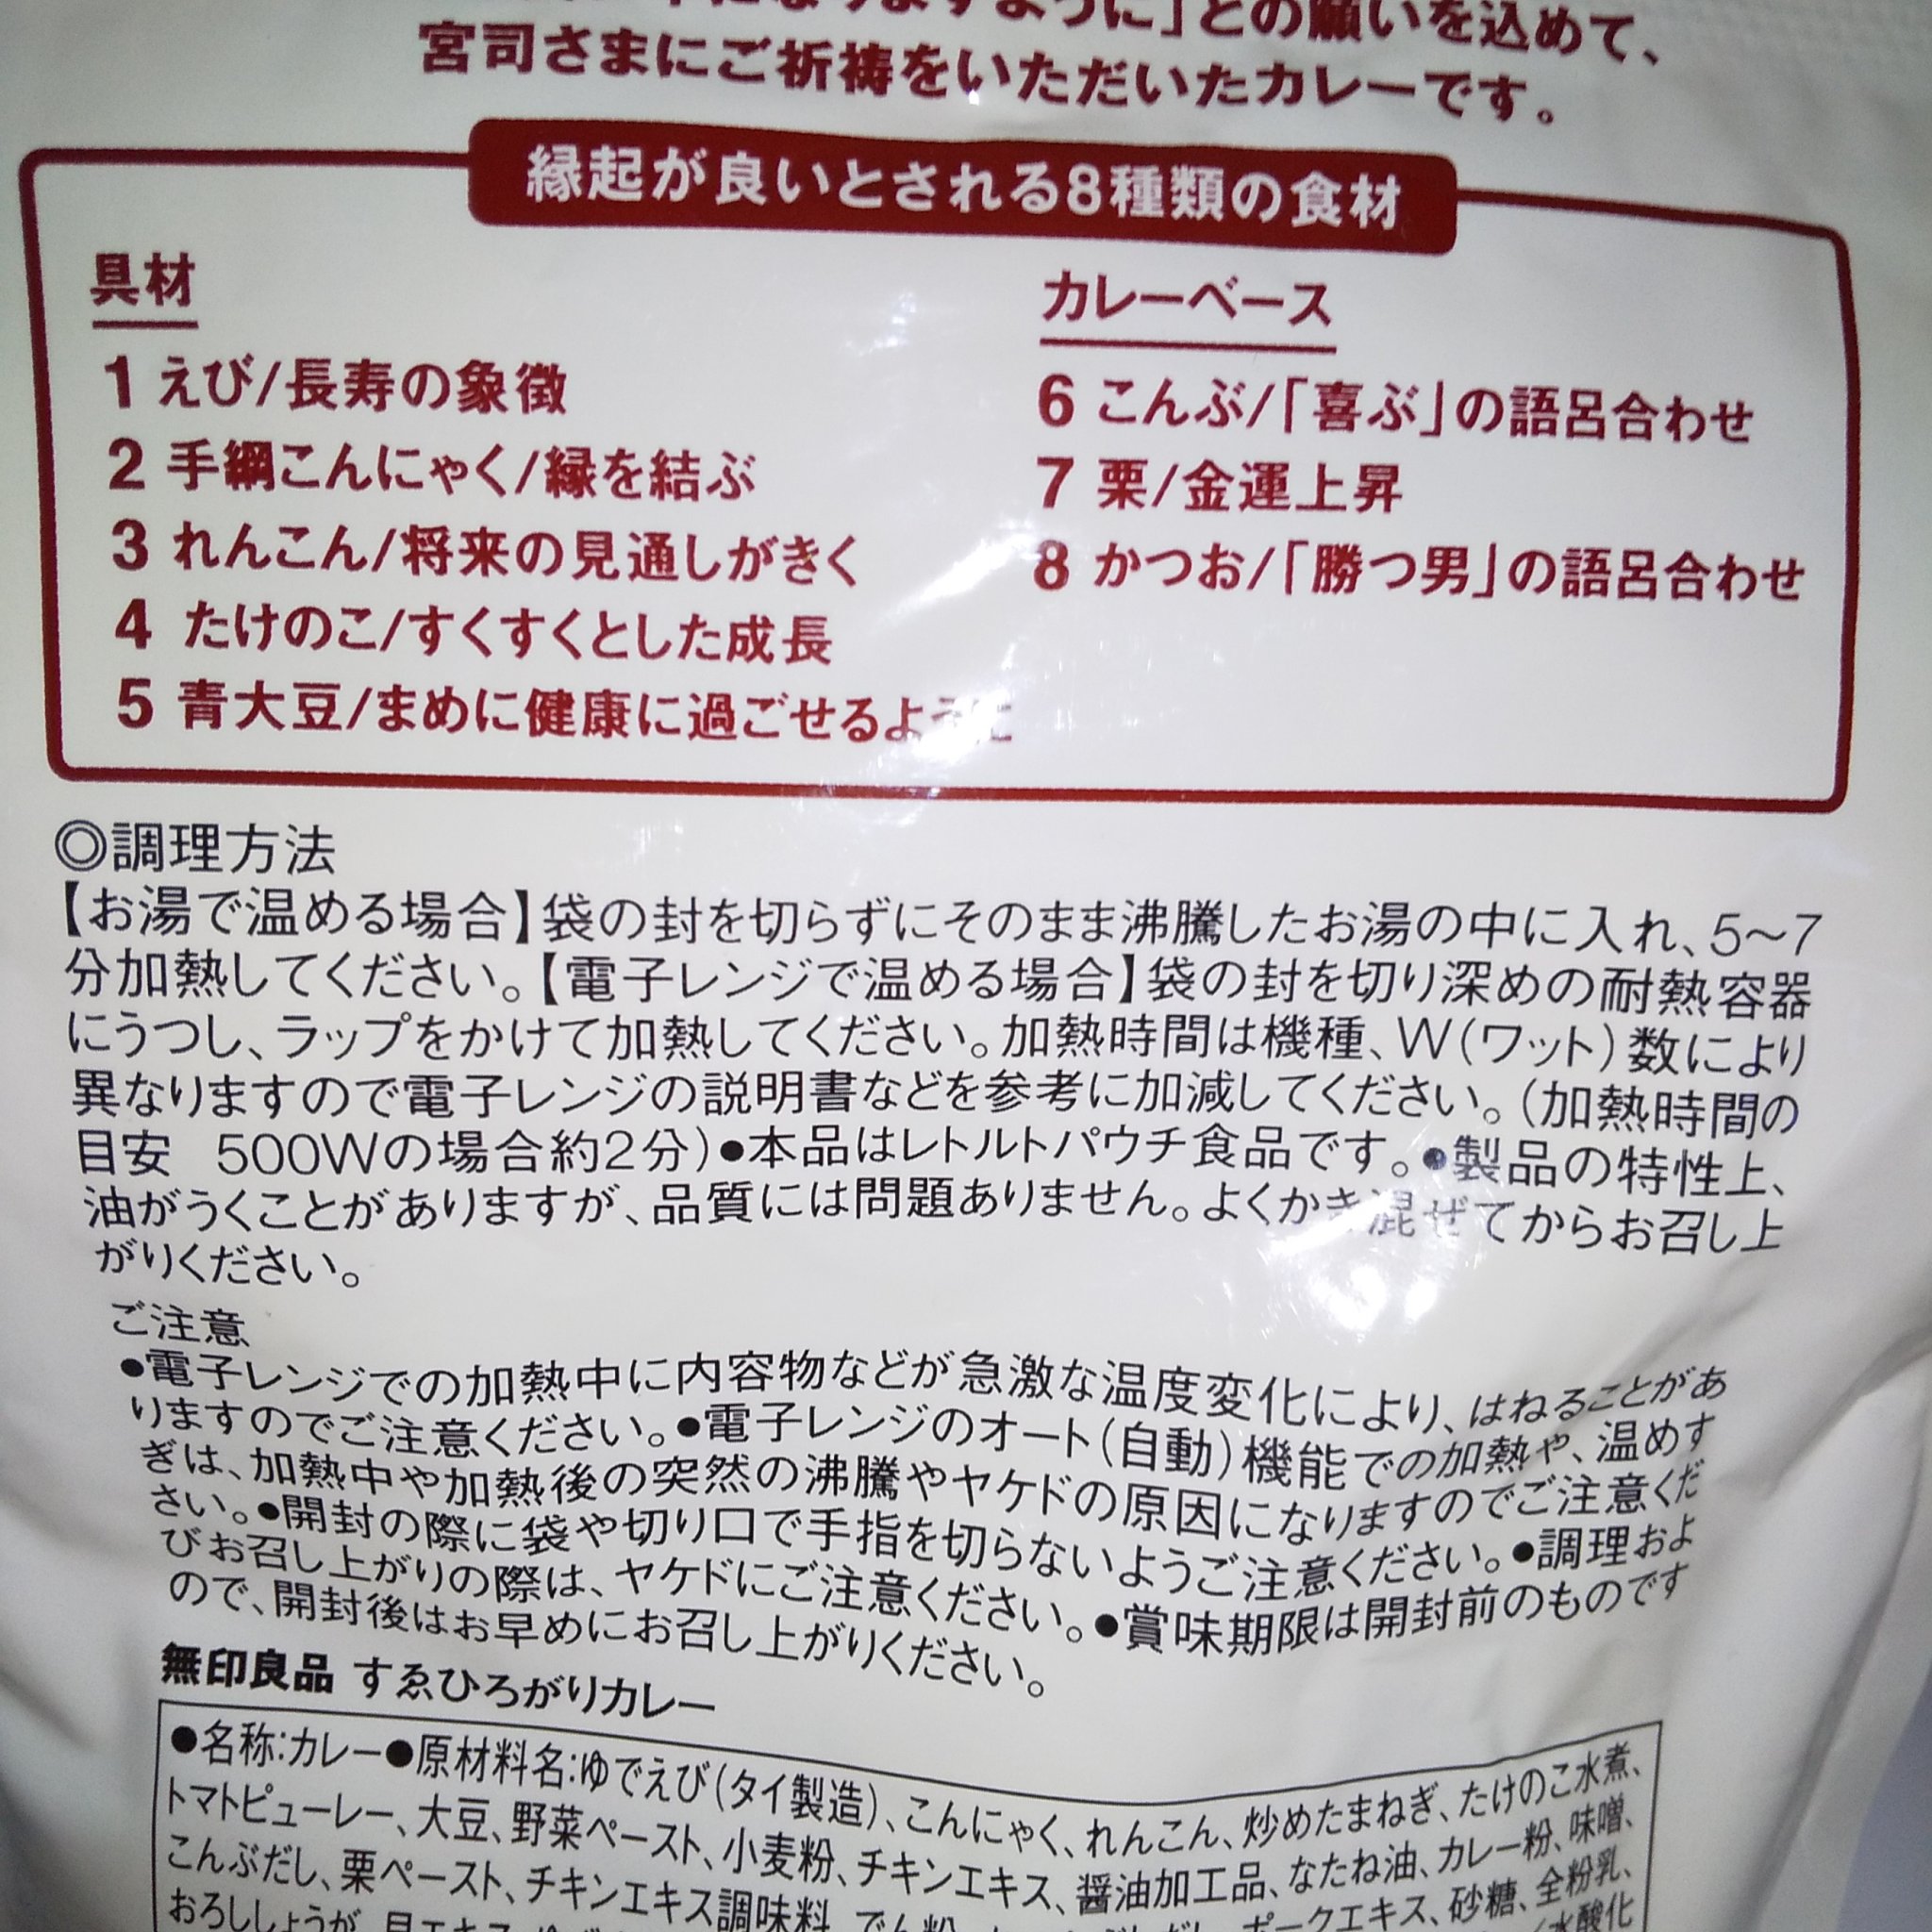 ますように」との願いを込めて、
宮司さまにご祈祷をいただいたカレーです。
縁起が良いとされる8種類の食材
具材
1 えび/長寿の象徴
2 手綱こんにゃく/縁を結ぶ
3 れんこん/将来の見通しがきく
4 たけのこ/すくすくとした成長
5 青大豆/まめに健康に過ごせるように
カレーベース
6 こんぶ/「喜ぶ」の語呂合わせ
7 栗/金運上昇
8 かつお/「勝つ男」の語呂合わせ
◎調理方法
【お湯で温める場合】袋の封を切らずにそのまま沸騰したお湯の中に入れ、5〜7
分加熱してください。【電子レンジで温める場合】袋の封を切り深めの耐熱容器
にうつし、ラップをかけて加熱してください。加熱時間は機種、W(ワット)数により
異なりますので電子レンジの説明書などを参考に加減してください。(加熱時間の
目安 500Wの場合約2分)●本品はレトルトパウチ食品です。●製品の特性上、
油がうくことがありますが、品質には問題ありません。よくかき混ぜてからお召し上
がりください。
ご注意
●電子レンジでの加熱中に内容物などが急激な温度変化により、はねることがあ
りますのでご注意ください。●電子レンジのオート(自動)機能での加熱や、温めす
ぎは、加熱中や加熱後の突然の沸騰やヤケドの原因になりますのでご注意くだ
さい。●開封の際に袋や切り口で手指を切らないようご注意ください。●調理およ
びお召し上がりの際は、ヤケドにご注意ください。●賞味期限は開封前のものです
ので、開封後はお早めにお召し上がりください。
無印良品 すゑひろがりカレー
●名称:カレー●原材料名:ゆでえび(タイ製造)、こんにゃく、れんこん、炒めたまねぎ、たけのこ水煮、
トマトピューレー、大豆、野菜ペースト、小麦粉、チキンエキス、醤油加工品、なたね油、カレー粉、味噌、
こんぶだし、栗ペースト、チキンエキス調味料、でん粉、ポークエキス、砂糖、全粉乳、
おろししょうが、